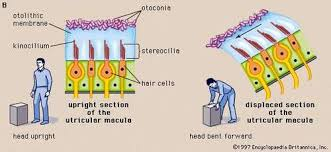 B
otoconia
otolithic
membrane
kinocilium
stereocilia
hair cells
upright section
of the
utricular macula
displaced section
of the
utricular macula
head upright
head bent forward
©1997 Encyclopaedia Britannica, Inc.